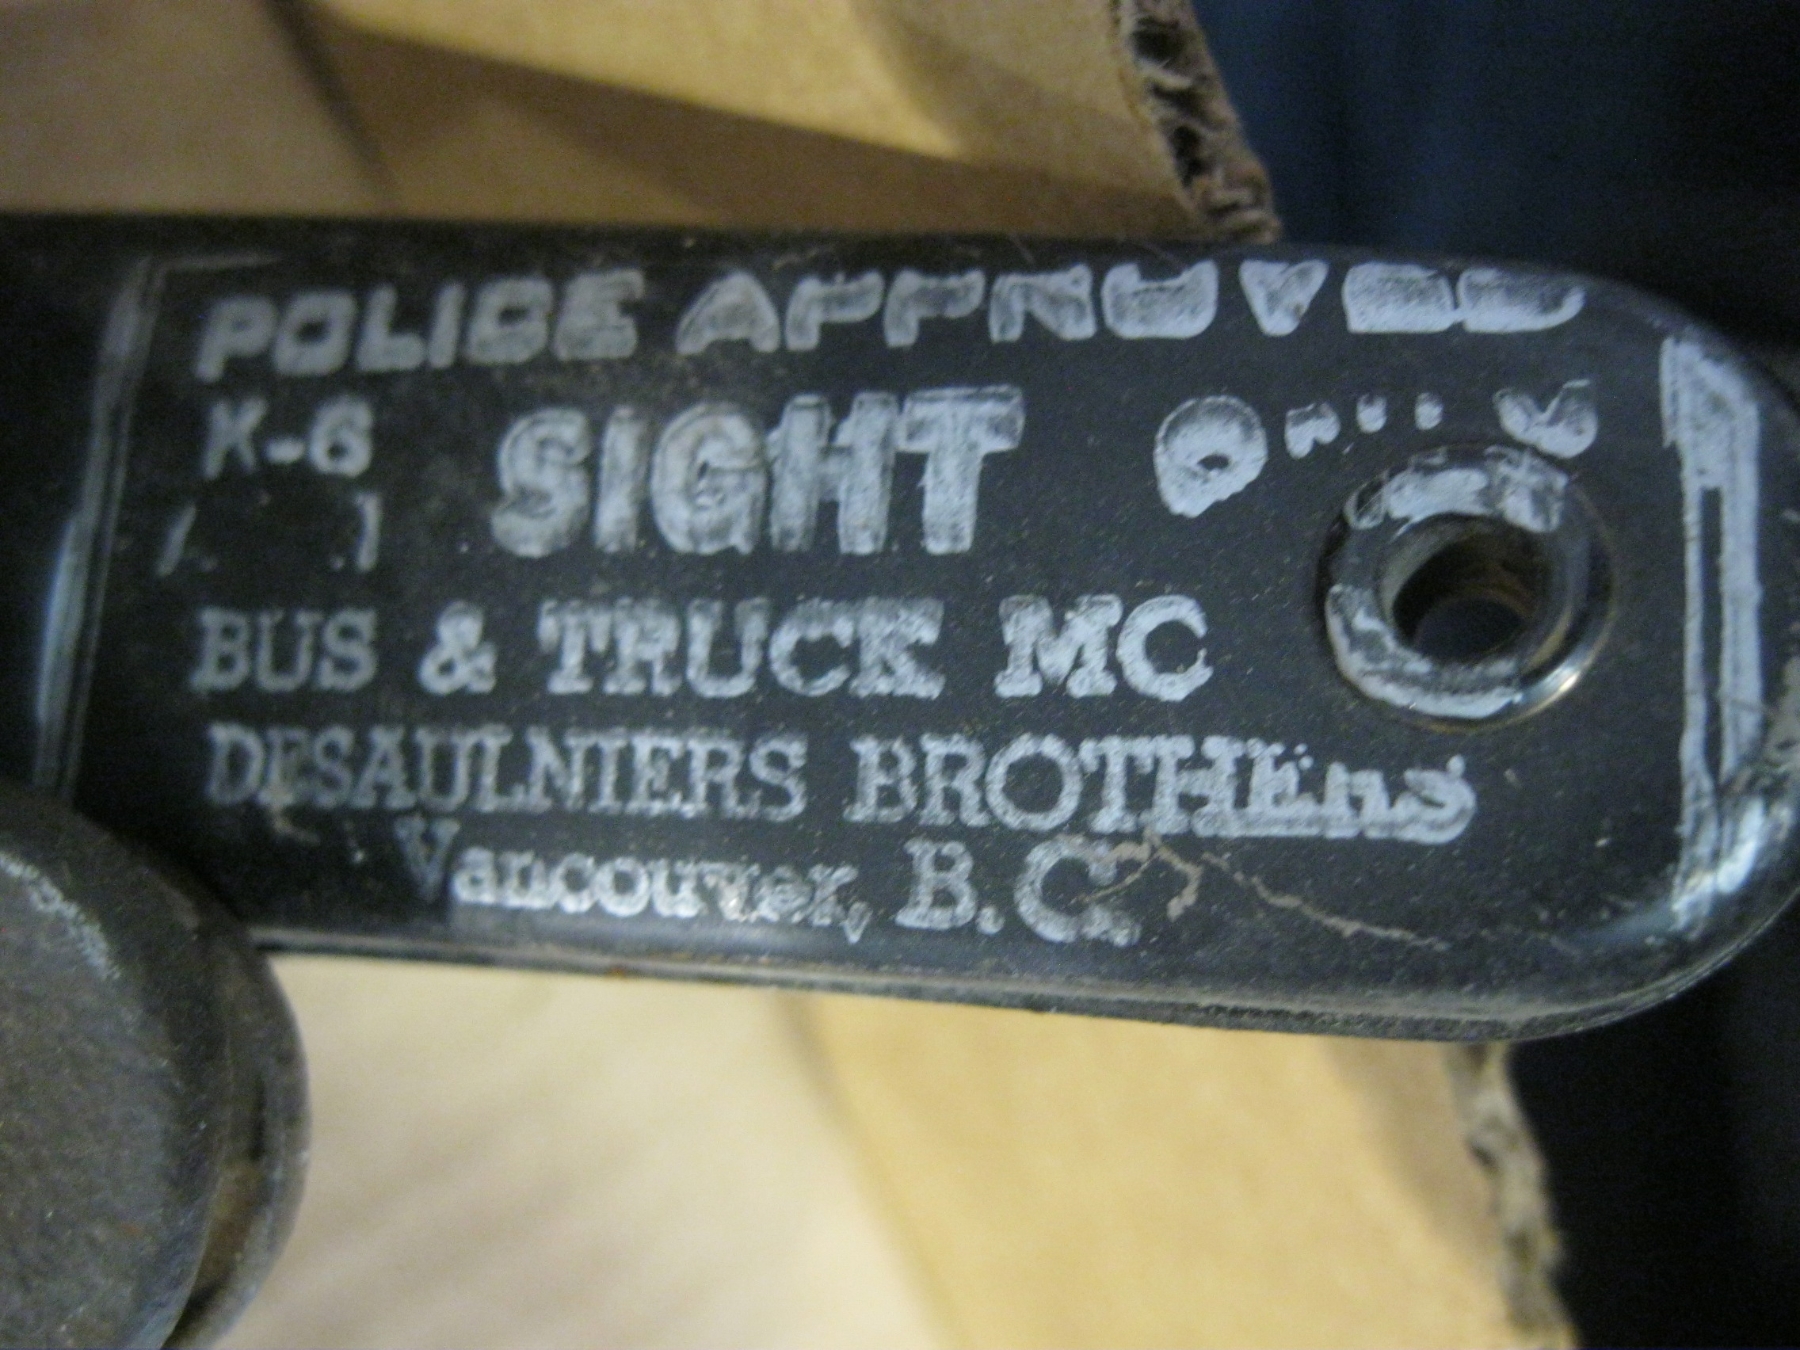 POLICE APPROVED
K-6 SIGHT
BUS & TRUCK MC
DESAULNIERS BROTHERS
Vancouver, B.C.